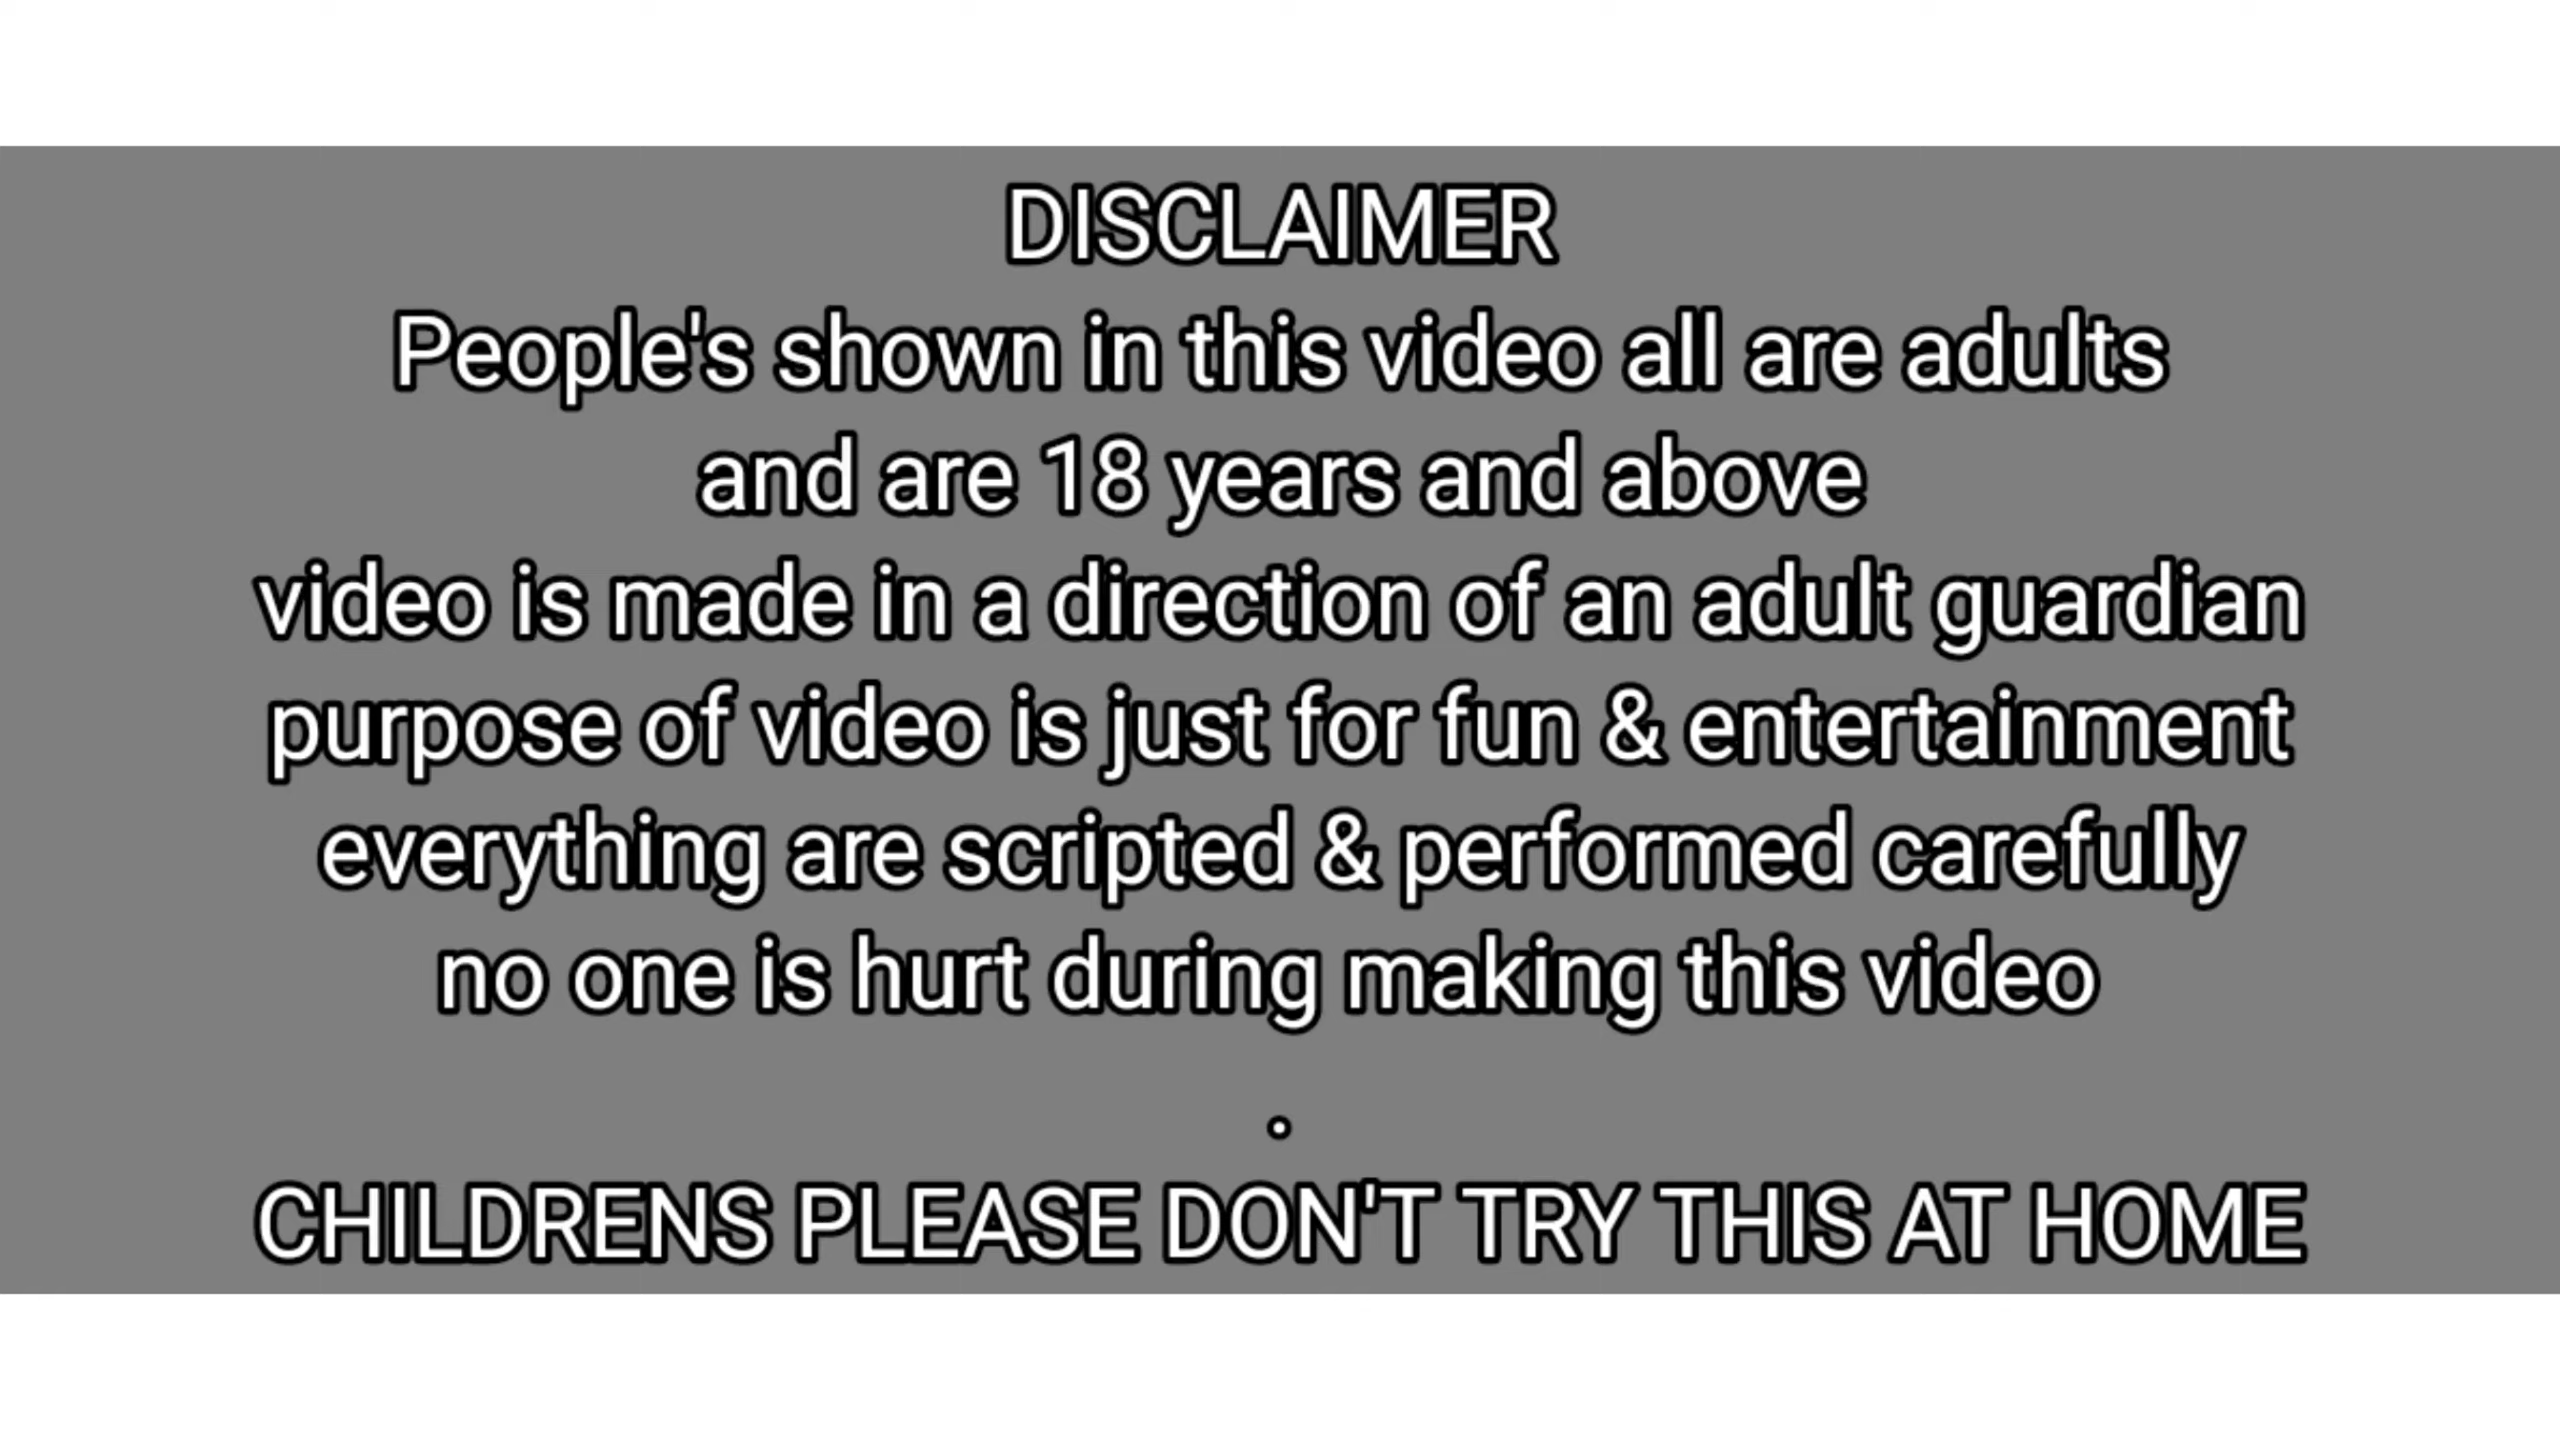 DISCLAIMER
People's shown in this video all are adults
and are 18 years and above
video is made in a direction of an adult guardian
purpose of video is just for fun & entertainment
everything are scripted & performed carefully
no one is hurt during making this video
.
CHILDRENS PLEASE DON'T TRY THIS AT HOME